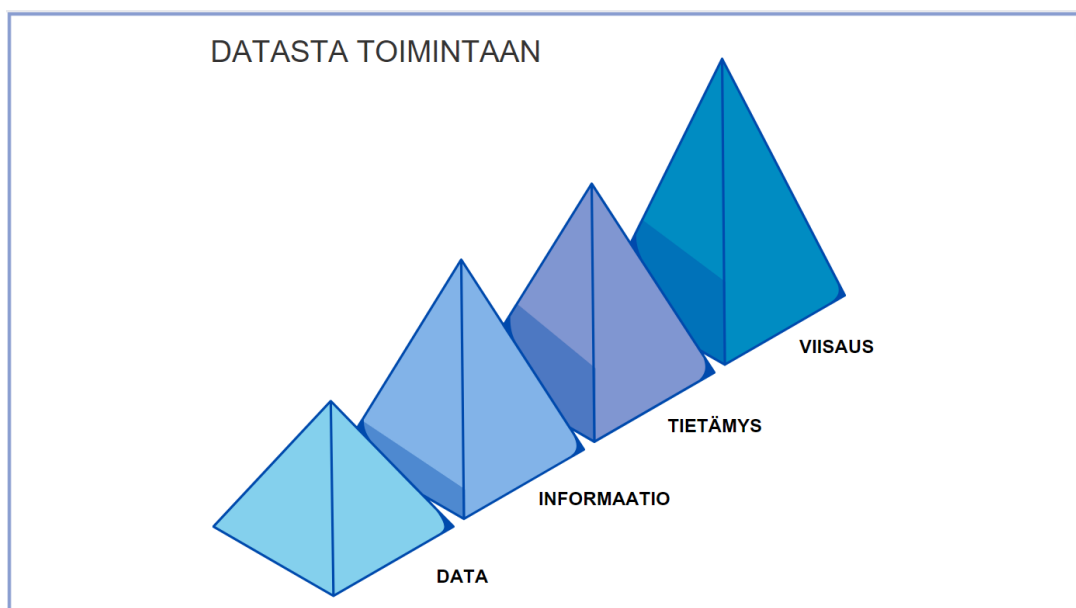 DATASTA TOIMINTAAN
VIISAUS
TIETÄMYS
INFORMAATIO
DATA